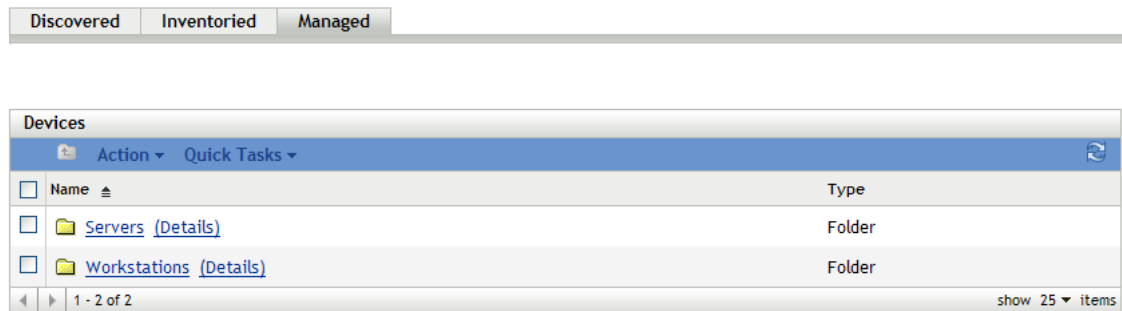 Discovered Inventoried Managed
Devices
Action Quick Tasks
Name Type
Servers (Details) Folder
Workstations (Details) Folder
1 - 2 of 2 show 25 items